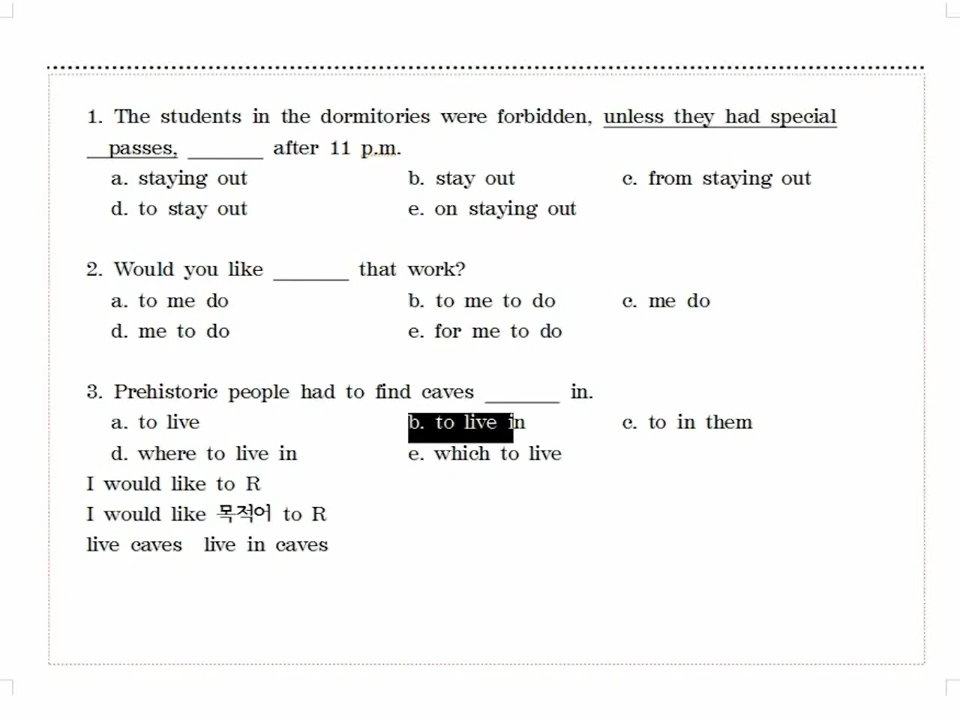 1. The students in the dormitories were forbidden, unless they had special
passes, _______ after 11 p.m.
a. staying out b. stay out c. from staying out
d. to stay out e. on staying out
2. Would you like _______ that work?
a. to me do b. to me to do c. me do
d. me to do e. for me to do
3. Prehistoric people had to find caves _______ in.
a. to live b. to live in c. to in them
d. where to live in e. which to live
I would like to R
I would like 목적어 to R
live caves live in caves